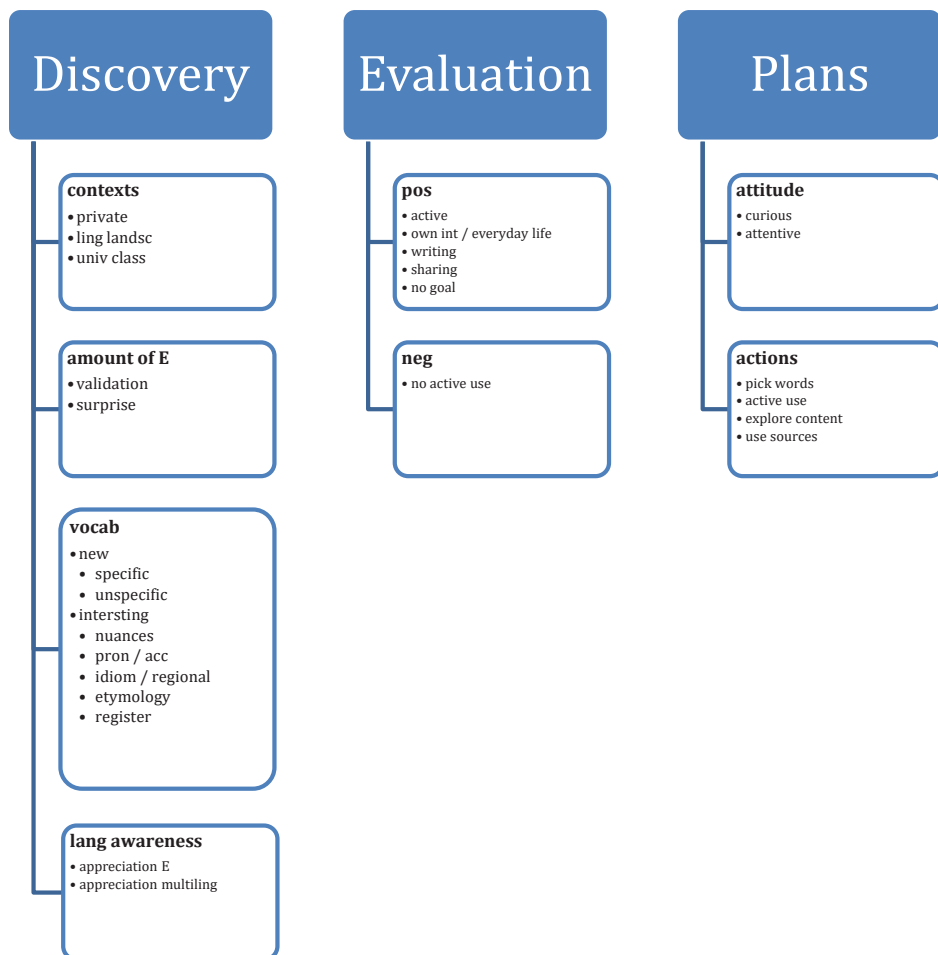 Discovery
contexts
• private
• ling landsc
• univ class
amount of E
• validation
• surprise
vocab
• new
• specific
• unspecific
• intersting
• nuances
• pron / acc
• idiom / regional
• etymology
• register
lang awareness
• appreciation E
• appreciation multiling
Evaluation
pos
• active
• own int / everyday life
• writing
• sharing
• no goal
neg
• no active use
Plans
attitude
• curious
• attentive
actions
• pick words
• active use
• explore content
• use sources